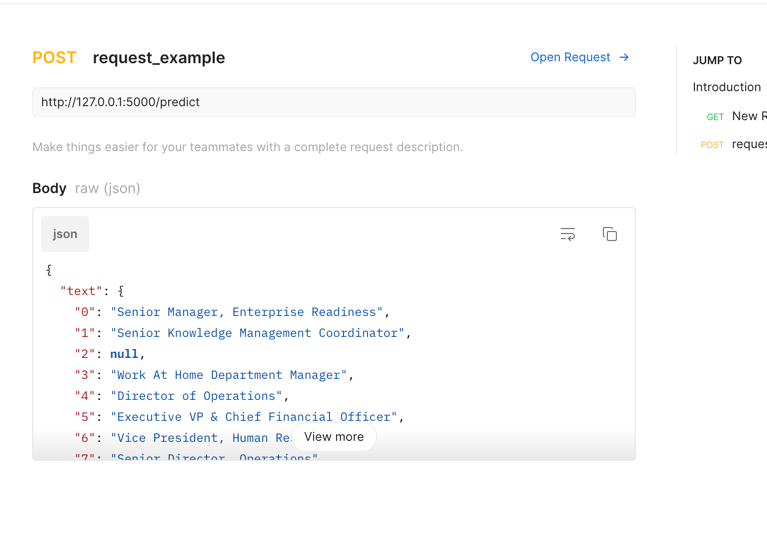 POST request_example
Open Request →
http://127.0.0.1:5000/predict
Make things easier for your teammates with a complete request description.
Body raw (json)
json
{
"text": {
"0": "Senior Manager, Enterprise Readiness",
"1": "Senior Knowledge Management Coordinator",
"2": null,
"3": "Work At Home Department Manager",
"4": "Director of Operations",
"5": "Executive VP & Chief Financial Officer",
"6": "Vice President, Human Re
View more
"7": "Senior Director, Operations"
JUMP TO
Introduction
GET New R
POST reques